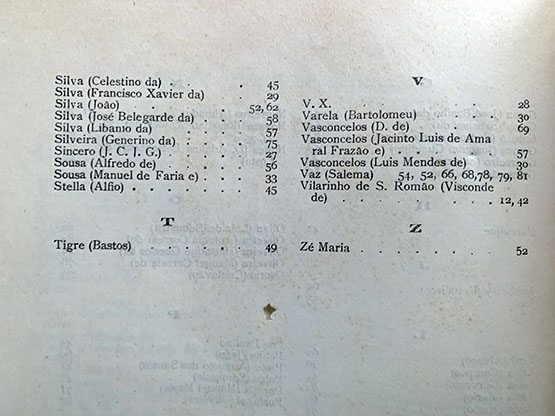 Silva (Celestino da) . . . . 45
Silva (Francisco Xavier da) . . . 29
Silva (João) . . . . . 52, 62
Silva (José Belegarde da) . . . 58
Silva (Libanio da) . . . . 57
Silveira (Generino da) . . . . 75
Sincero (J. C. J. G.) . . . . 27
Sousa (Alfredo de) . . . . 56
Sousa (Manuel de Faria e) . . . 33
Stella (Alfio) . . . . . 45
T
Tigre (Bastos) . . . . . 49
V
V. X. . . . . . . 28
Varela (Bartolomeu) . . . . 30
Vasconcelos (D. de) . . . . 69
Vasconcelos (Jacinto Luis de Ama
ral Frazão e) . . . . . 57
Vasconcelos (Luis Mendes de) . . 30
Vaz (Salema) 54, 52, 66, 68,78, 79, 81
Vilarinho de S. Romão (Visconde
de) . . . . . . 12, 42
Z
Zé Maria . . . . . . 52